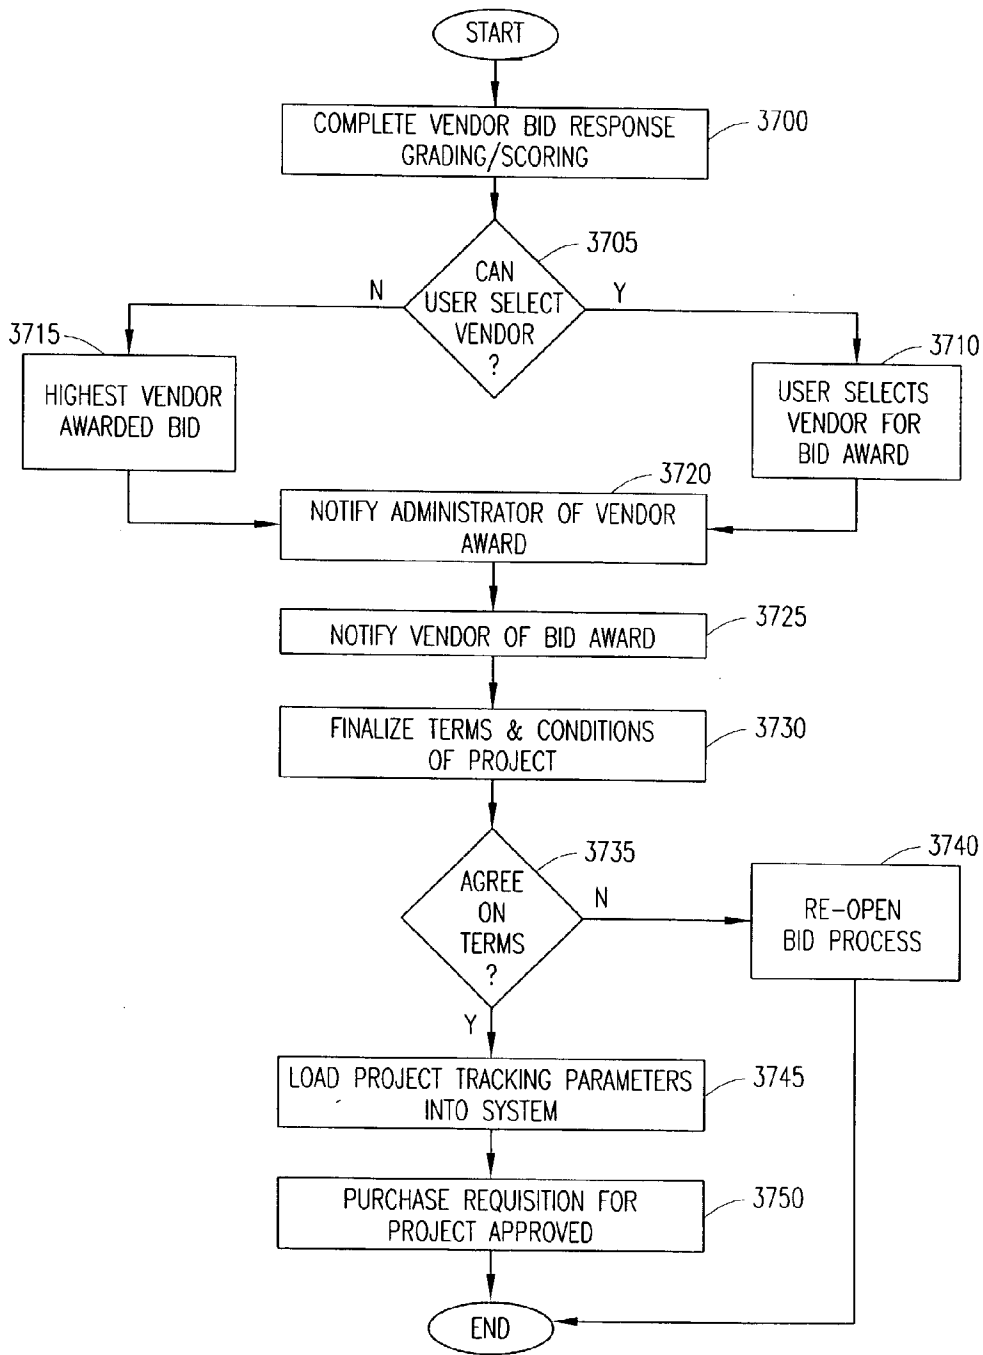 START
COMPLETE VENDOR BID RESPONSE
GRADING/SCORING
3700
3705
CAN
USER SELECT
VENDOR
?
N
Y
3715
HIGHEST VENDOR
AWARDED BID
3710
USER SELECTS
VENDOR FOR
BID AWARD
3720
NOTIFY ADMINISTRATOR OF VENDOR
AWARD
3725
NOTIFY VENDOR OF BID AWARD
3730
FINALIZE TERMS & CONDITIONS
OF PROJECT
3735
AGREE
ON
TERMS
?
N
Y
3740
RE-OPEN
BID PROCESS
3745
LOAD PROJECT TRACKING PARAMETERS
INTO SYSTEM
3750
PURCHASE REQUISITION FOR
PROJECT APPROVED
END